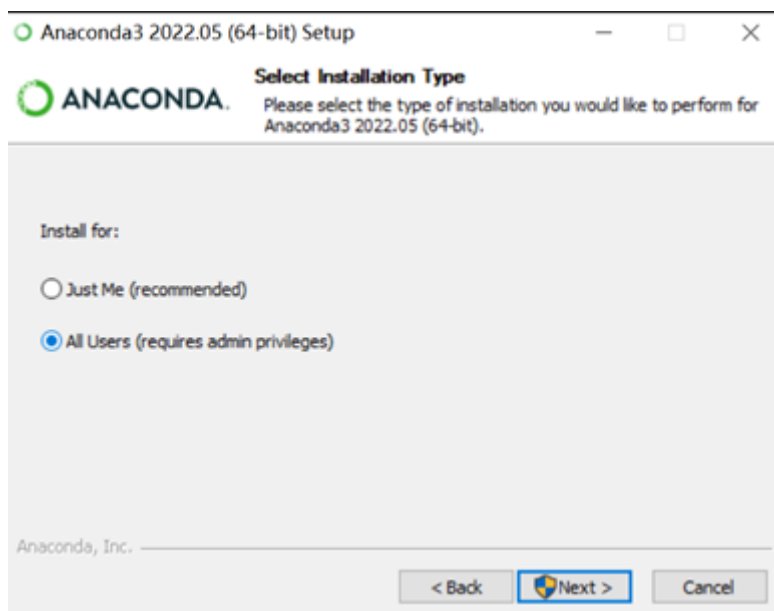 Anaconda3 2022.05 (64-bit) Setup
ANACONDA.
Select Installation Type
Please select the type of installation you would like to perform for
Anaconda3 2022.05 (64-bit).
Install for:
Just Me (recommended)
All Users (requires admin privileges)
Anaconda, Inc.
< Back
Next >
Cancel